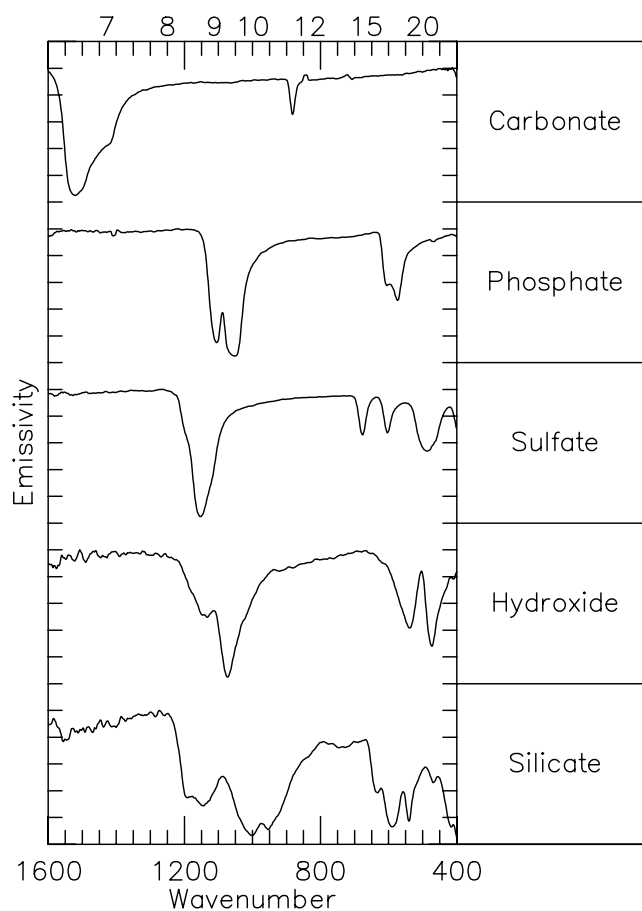 7 8 9 10 12 15 20
Carbonate
Phosphate
Sulfate
Hydroxide
Silicate
Emissivity
1600 1200 800 400
Wavenumber